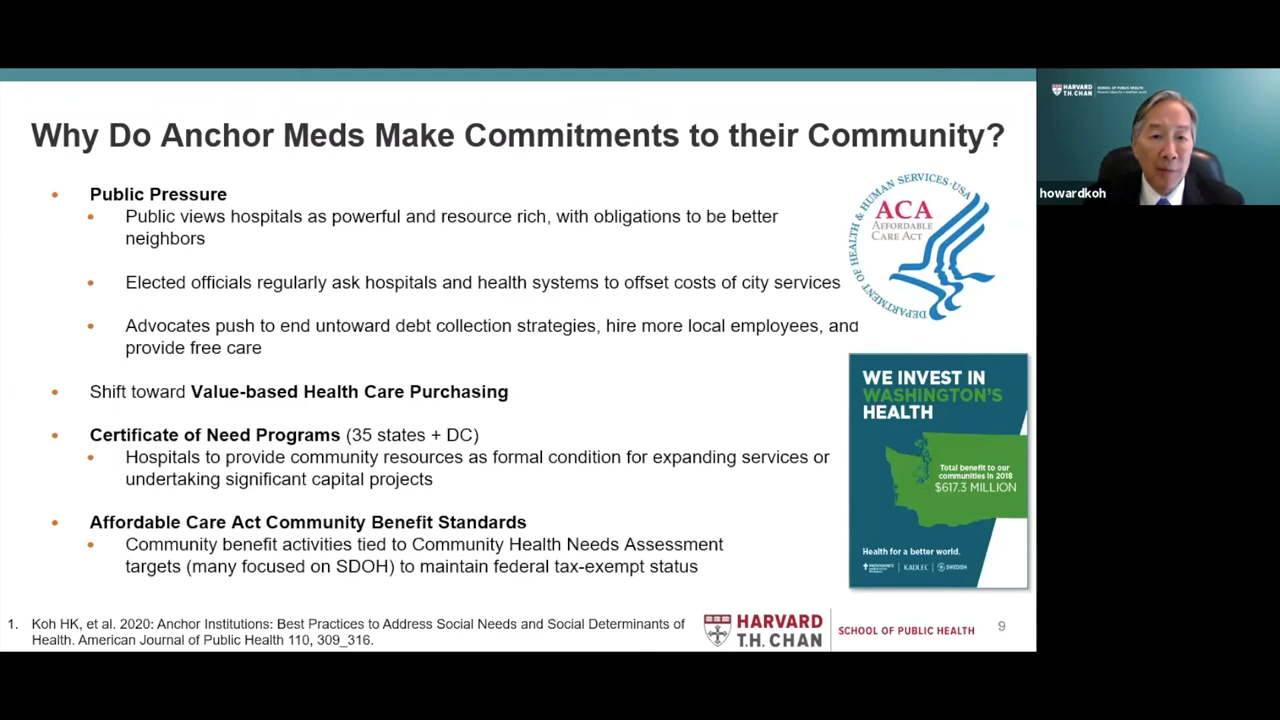 Why Do Anchor Meds Make Commitments to their Community?
• Public Pressure
• Public views hospitals as powerful and resource rich, with obligations to be better
neighbors
• Elected officials regularly ask hospitals and health systems to offset costs of city services
• Advocates push to end untoward debt collection strategies, hire more local employees, and
provide free care
• Shift toward Value-based Health Care Purchasing
• Certificate of Need Programs (35 states + DC)
• Hospitals to provide community resources as formal condition for expanding services or
undertaking significant capital projects
• Affordable Care Act Community Benefit Standards
• Community benefit activities tied to Community Health Needs Assessment
targets (many focused on SDOH) to maintain federal tax-exempt status
DEPARTMENT OF HEALTH & HUMAN SERVICES·USA
ACA
AFFORDABLE
CARE ACT
WE INVEST IN
WASHINGTON'S
HEALTH
Total benefit to our
communities in 2018
$617.3 MILLION
Health for a better world.
PROVIDENCE
KADLEC
SWEDISH
1. Koh HK, et al. 2020: Anchor Institutions: Best Practices to Address Social Needs and Social Determinants of
Health. American Journal of Public Health 110, 309_316.
HARVARD
T.H. CHAN
SCHOOL OF PUBLIC HEALTH
9
HARVARD
T.H. CHAN
SCHOOL OF PUBLIC HEALTH
howardkoh